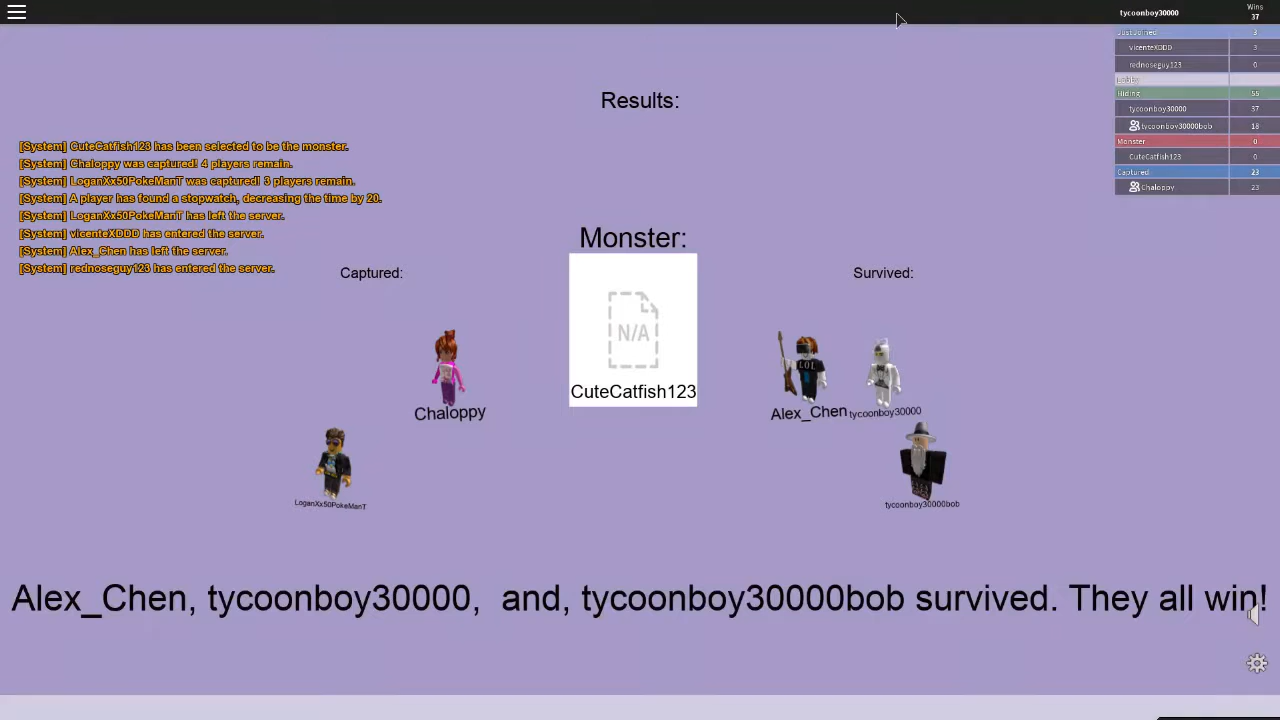 tycoonboy30000
Wins
37
JustJoined 3
vicenteXDDD 3
rednoseguy123 0
Lobby
Hiding 55
tycoonboy30000 37
tycoonboy30000bob 18
Monster 0
CuteCatfish123 0
Captured 23
Chaloppy 23
Results:
[System] CuteCatfish123 has been selected to be the monster.
[System] Chaloppy was captured! 4 players remain.
[System] LoganXx50PokeManT was captured! 3 players remain.
[System] A player has found a stopwatch, decreasing the time by 20.
[System] LoganXx50PokeManT has left the server.
[System] vicenteXDDD has entered the server.
[System] Alex_Chen has left the server.
[System] rednoseguy123 has entered the server.
Monster:
Captured:
Survived:
N/A
CuteCatfish123
LOL
Chaloppy
Alex_Chen
tycoonboy30000
LoganXx50PokeManT
tycoonboy30000bob
Alex_Chen, tycoonboy30000, and, tycoonboy30000bob survived. They all win!